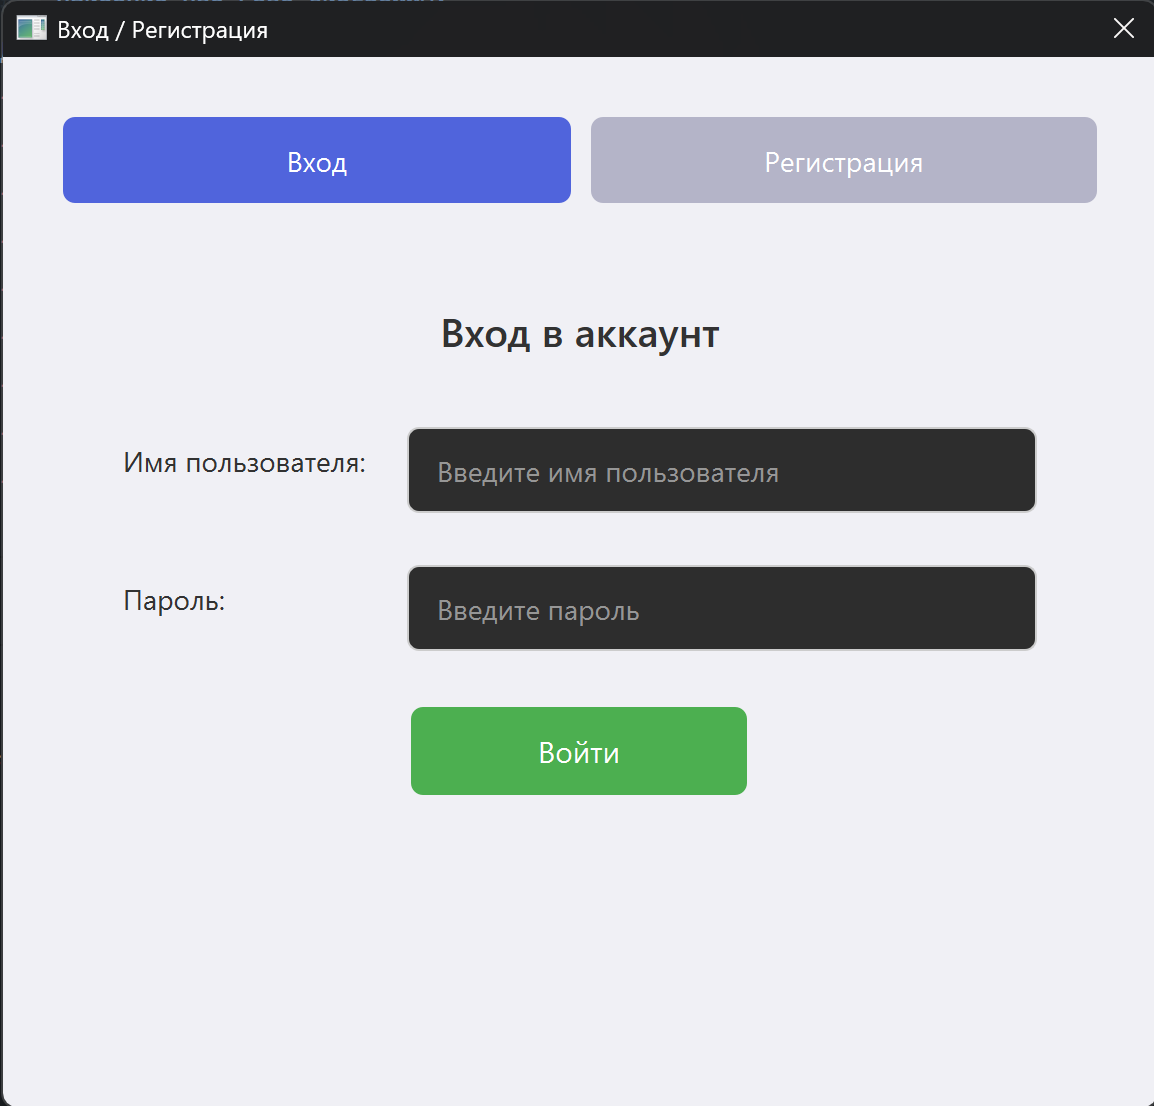 Вход / Регистрация
Вход
Регистрация
Вход в аккаунт
Имя пользователя:
Введите имя пользователя
Пароль:
Введите пароль
Войти